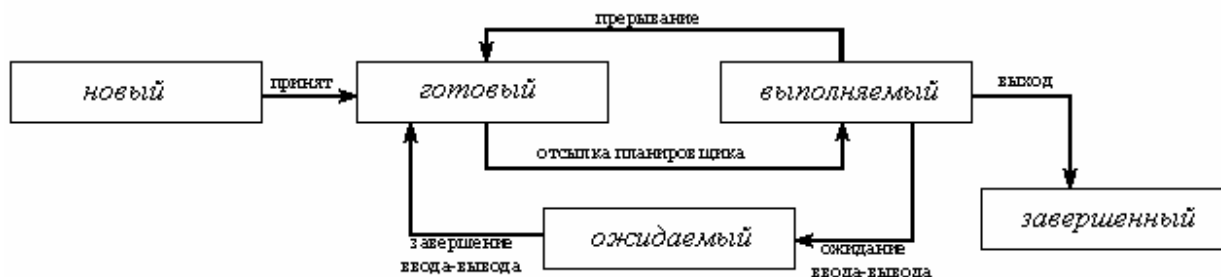 прерывание
новый
принят
готовый
выполняемый
выход
отсылка планировщика
завершенный
ожидаемый
завершение
ввода-вывода
ожидание
ввода-вывода